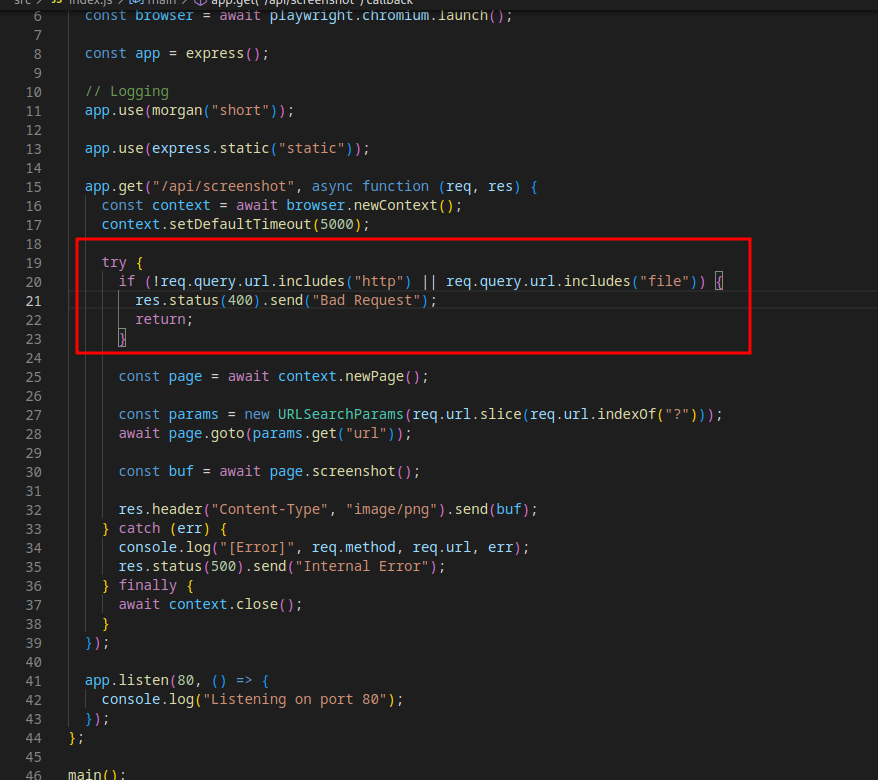 src > JS index.js > main > app.get("/api/screenshot") callback
6 const browser = await playwright.chromium.launch();
7
8 const app = express();
9
10 // Logging
11 app.use(morgan("short"));
12
13 app.use(express.static("static"));
14
15 app.get("/api/screenshot", async function (req, res) {
16 const context = await browser.newContext();
17 context.setDefaultTimeout(5000);
18
19 try {
20 if (!req.query.url.includes("http") || req.query.url.includes("file")) {
21 res.status(400).send("Bad Request");
22 return;
23 }
24
25 const page = await context.newPage();
26
27 const params = new URLSearchParams(req.url.slice(req.url.indexOf("?")));
28 await page.goto(params.get("url"));
29
30 const buf = await page.screenshot();
31
32 res.header("Content-Type", "image/png").send(buf);
33 } catch (err) {
34 console.log("[Error]", req.method, req.url, err);
35 res.status(500).send("Internal Error");
36 } finally {
37 await context.close();
38 }
39 });
40
41 app.listen(80, () => {
42 console.log("Listening on port 80");
43 });
44 };
45
46 main();